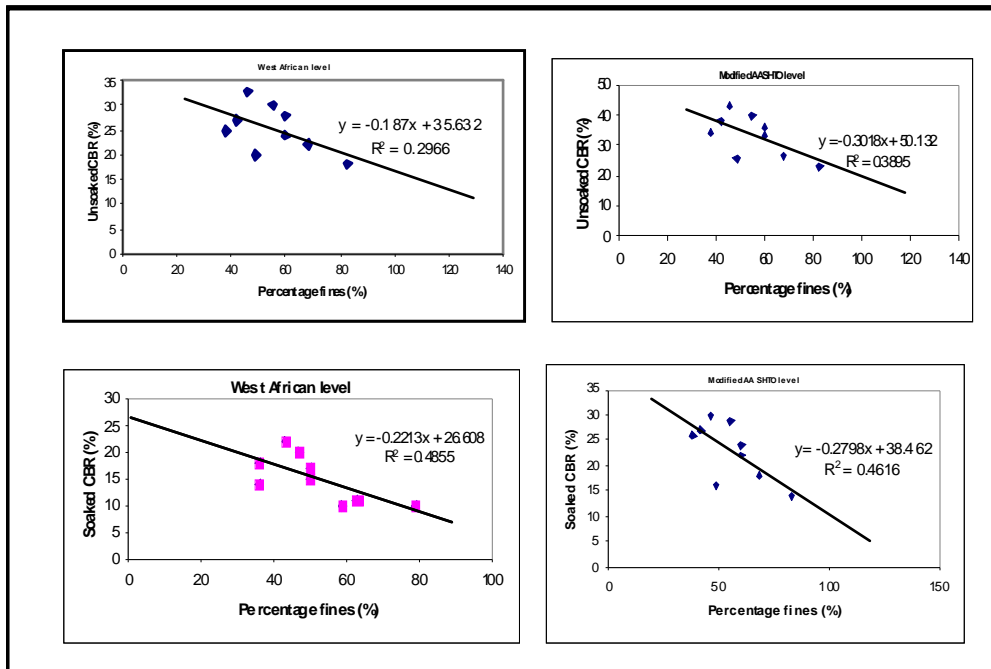 West African level
35
30
25
20
15
10
5
0
Unsoaked CBR (%)
y = -0.187x + 35.632
R² = 0.2966
0 20 40 60 80 100 120 140
Percentage fines (%)
Modified AASHTO level
50
40
30
20
10
0
Unsoaked CBR (%)
y = -0.3018x + 50.132
R² = 0.3895
0 20 40 60 80 100 120 140
Percentage fines (%)
West African level
30
25
20
15
10
5
0
Soaked CBR (%)
y = -0.2213x + 26.608
R² = 0.4855
0 20 40 60 80 100
Percentage fines (%)
Modified AA SHTO level
35
30
25
20
15
10
5
0
Soaked CBR (%)
y = -0.2798x + 38.462
R² = 0.4616
0 50 100 150
Percentage fines (%)